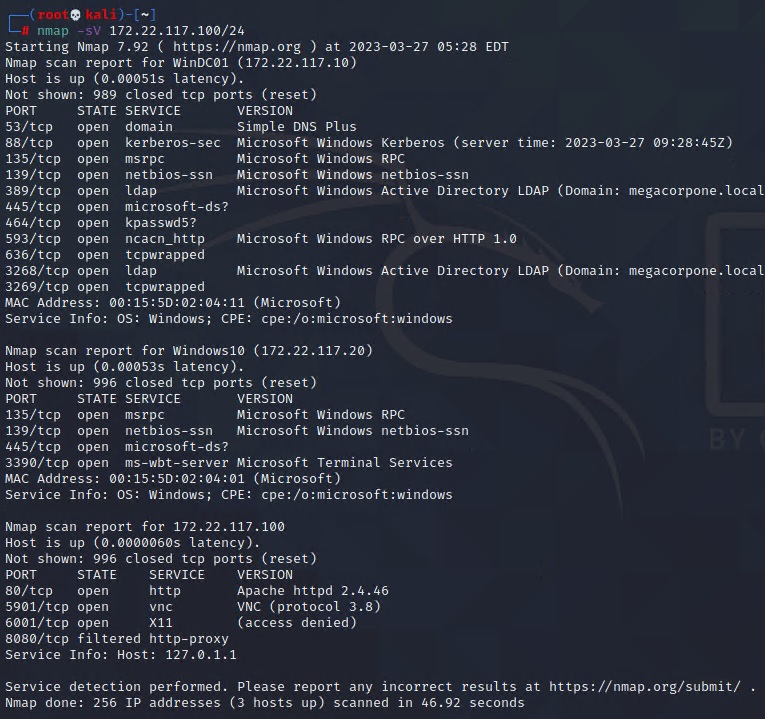 (root💀kali)-[~]
# nmap -sV 172.22.117.100/24
Starting Nmap 7.92 ( https://nmap.org ) at 2023-03-27 05:28 EDT
Nmap scan report for WinDC01 (172.22.117.10)
Host is up (0.00051s latency).
Not shown: 989 closed tcp ports (reset)
PORT     STATE SERVICE       VERSION
53/tcp   open  domain        Simple DNS Plus
88/tcp   open  kerberos-sec  Microsoft Windows Kerberos (server time: 2023-03-27 09:28:45Z)
135/tcp  open  msrpc         Microsoft Windows RPC
139/tcp  open  netbios-ssn   Microsoft Windows netbios-ssn
389/tcp  open  ldap          Microsoft Windows Active Directory LDAP (Domain: megacorpone.local
445/tcp  open  microsoft-ds?
464/tcp  open  kpasswd5?
593/tcp  open  ncacn_http    Microsoft Windows RPC over HTTP 1.0
636/tcp  open  tcpwrapped
3268/tcp open  ldap          Microsoft Windows Active Directory LDAP (Domain: megacorpone.local
3269/tcp open  tcpwrapped
MAC Address: 00:15:5D:02:04:11 (Microsoft)
Service Info: OS: Windows; CPE: cpe:/o:microsoft:windows
Nmap scan report for Windows10 (172.22.117.20)
Host is up (0.00053s latency).
Not shown: 996 closed tcp ports (reset)
PORT     STATE SERVICE       VERSION
135/tcp  open  msrpc         Microsoft Windows RPC
139/tcp  open  netbios-ssn   Microsoft Windows netbios-ssn
445/tcp  open  microsoft-ds?
3390/tcp open  ms-wbt-server Microsoft Terminal Services
MAC Address: 00:15:5D:02:04:01 (Microsoft)
Service Info: OS: Windows; CPE: cpe:/o:microsoft:windows
BY
Nmap scan report for 172.22.117.100
Host is up (0.0000060s latency).
Not shown: 996 closed tcp ports (reset)
PORT     STATE    SERVICE    VERSION
80/tcp   open     http       Apache httpd 2.4.46
5901/tcp open     vnc        VNC (protocol 3.8)
6001/tcp open     X11        (access denied)
8080/tcp filtered http-proxy
Service Info: Host: 127.0.1.1
Service detection performed. Please report any incorrect results at https://nmap.org/submit/ .
Nmap done: 256 IP addresses (3 hosts up) scanned in 46.92 seconds